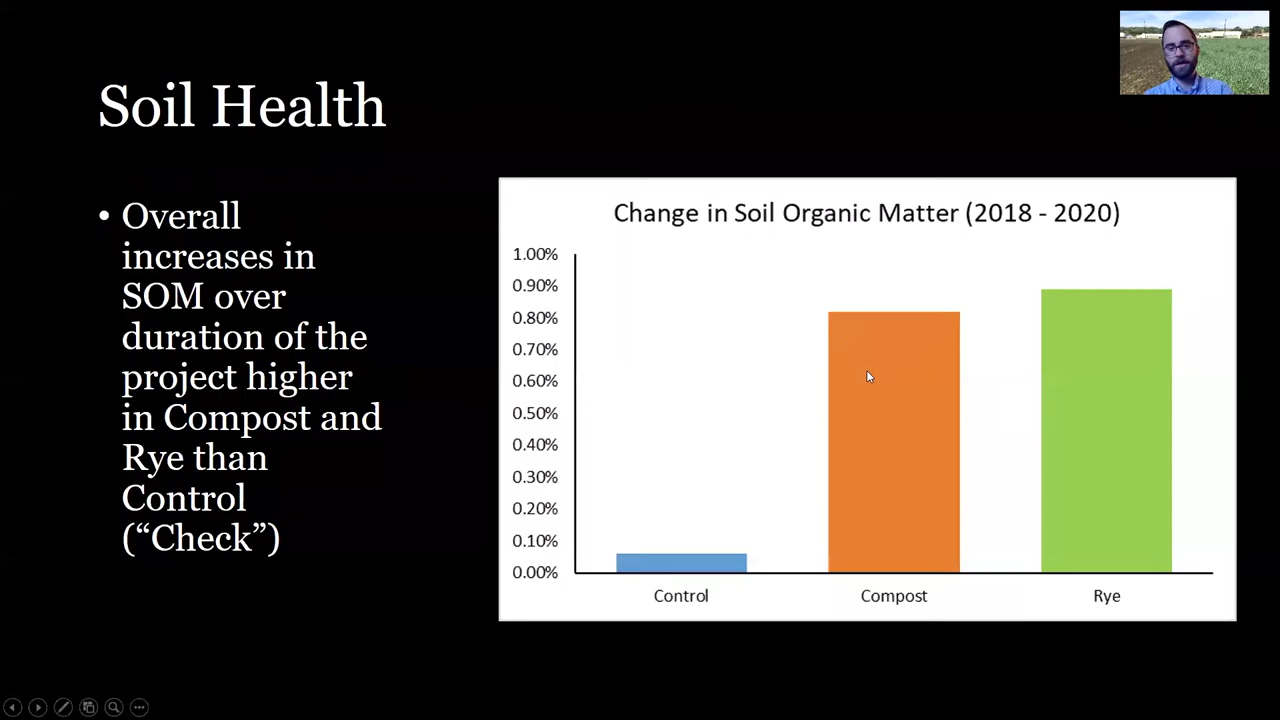 Soil Health
• Overall
increases in
SOM over
duration of the
project higher
in Compost and
Rye than
Control
(“Check”)
Change in Soil Organic Matter (2018 - 2020)
1.00%
0.90%
0.80%
0.70%
0.60%
0.50%
0.40%
0.30%
0.20%
0.10%
0.00%
Control Compost Rye